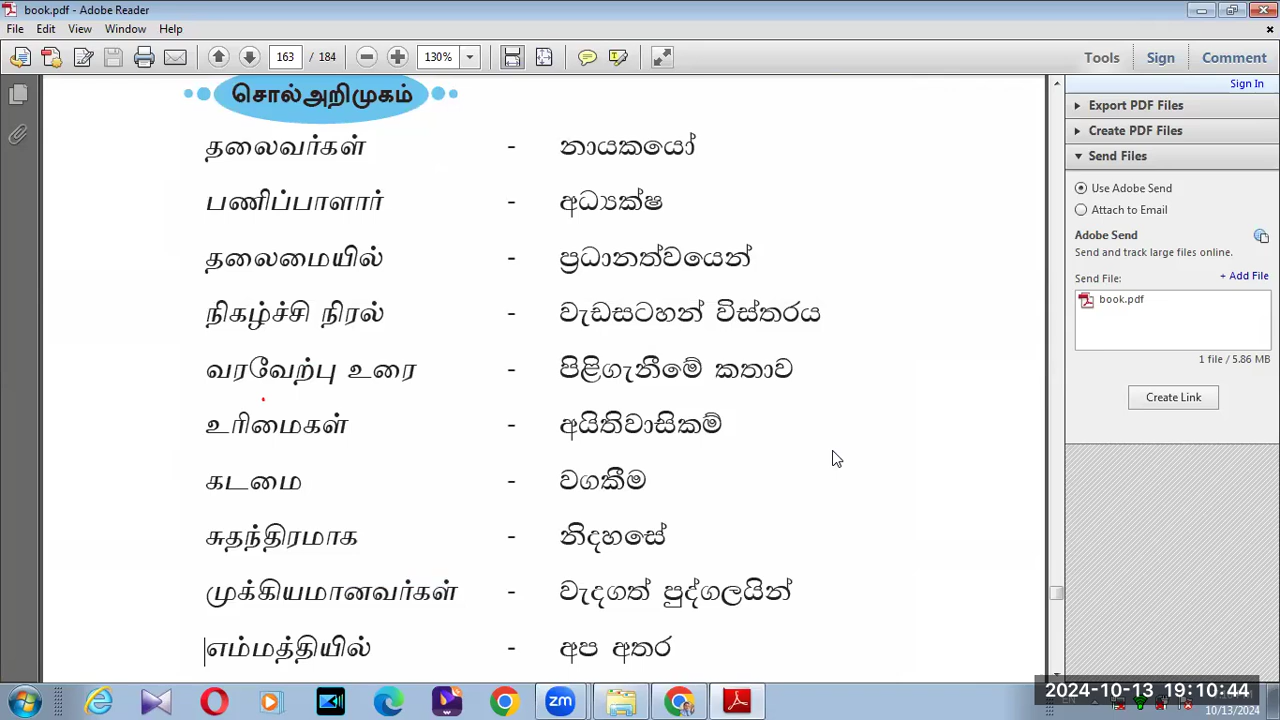 book.pdf - Adobe Reader
File Edit View Window Help
163 / 184 130% Tools Sign Comment
Sign In
Export PDF Files
Create PDF Files
Send Files
Use Adobe Send
Attach to Email
Adobe Send
Send and track large files online.
Send File: + Add File
book.pdf
1 file / 5.86 MB
Create Link
சொல்அறிமுகம்
தலைவர்கள் - නායකයෝ
பணிப்பாளார் - අධ්‍යක්ෂ
தலைமையில் - ප්‍රධානත්වයෙන්
நிகழ்ச்சி நிரல் - වැඩසටහන් විස්තරය
வரவேற்பு உரை - පිළිගැනීමේ කතාව
உரிமைகள் - අයිතිවාසිකම්
கடமை - වගකීම
சுதந்திரமாக - නිදහසේ
முக்கியமானவர்கள் - වැදගත් පුද්ගලයින්
எம்மத்தியில் - අප අතර
zm
2024-10-13 19:10:44
10/13/2024